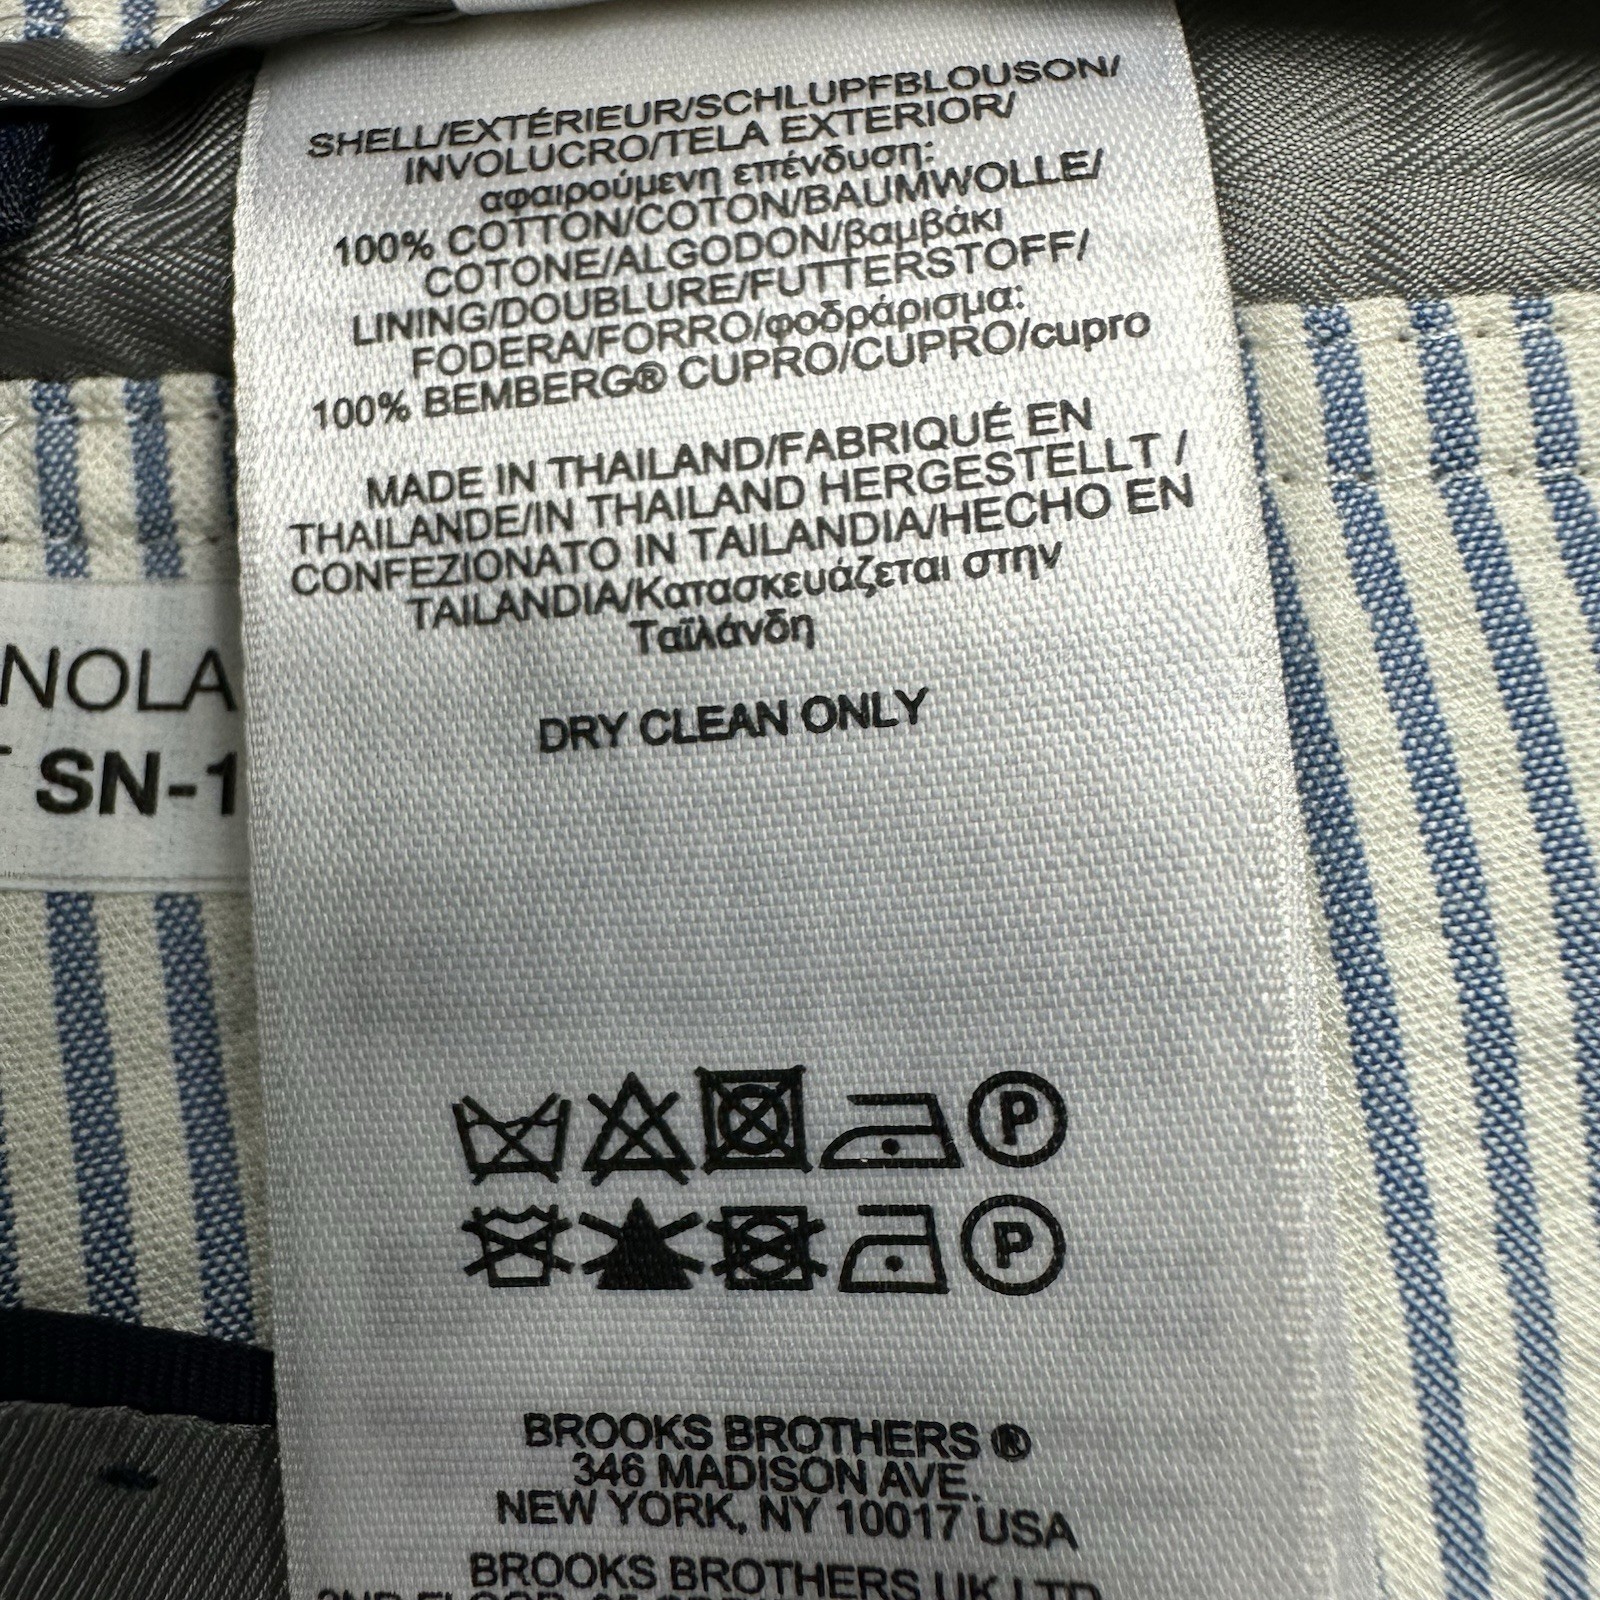 SHELL/EXTÉRIEUR/SCHLUPFBLOUSON/
INVOLUCRO/TELA EXTERIOR/
αφαιρούμενη επένδυση:
100% COTTON/COTON/BAUMWOLLE/
COTONE/ALGODON/βαμβάκι
LINING/DOUBLURE/FUTTERSTOFF/
FODERA/FORRO/φοδράρισμα:
100% BEMBERG® CUPRO/CUPRO/cupro
MADE IN THAILAND/FABRIQUÉ EN
THAILANDE/IN THAILAND HERGESTELLT /
CONFEZIONATO IN TAILANDIA/HECHO EN
TAILANDIA/Κατασκευάζεται στην
Ταϊλάνδη
DRY CLEAN ONLY
NOLA
SN-1
P
P
BROOKS BROTHERS ®
346 MADISON AVE.
NEW YORK, NY 10017 USA
BROOKS BROTHERS UK LTD
2ND FLOOR,